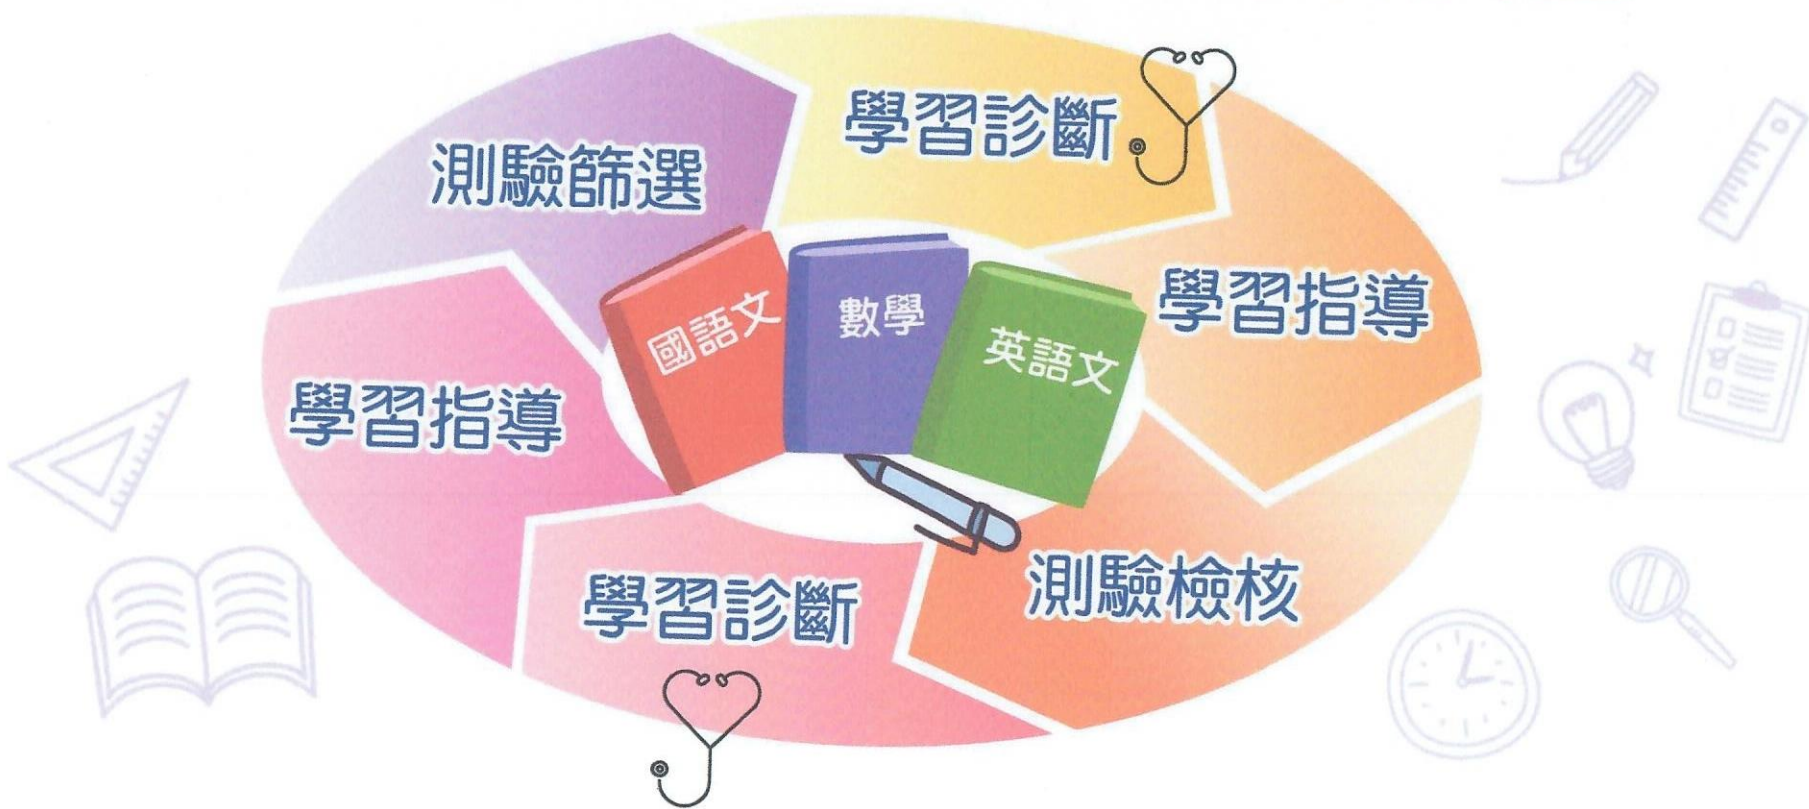 測驗篩選
學習診斷
學習指導
測驗檢核
學習診斷
學習指導
國語文
數學
英語文